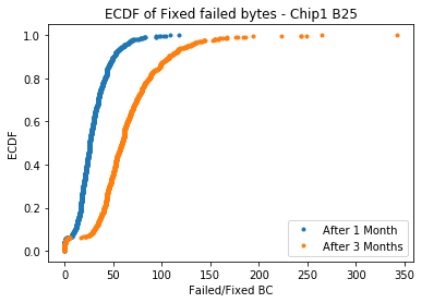 ECDF of Fixed failed bytes - Chip1 B25
1.0
0.8
0.6
0.4
0.2
0.0
ECDF
0 50 100 150 200 250 300 350
Failed/Fixed BC
After 1 Month
After 3 Months